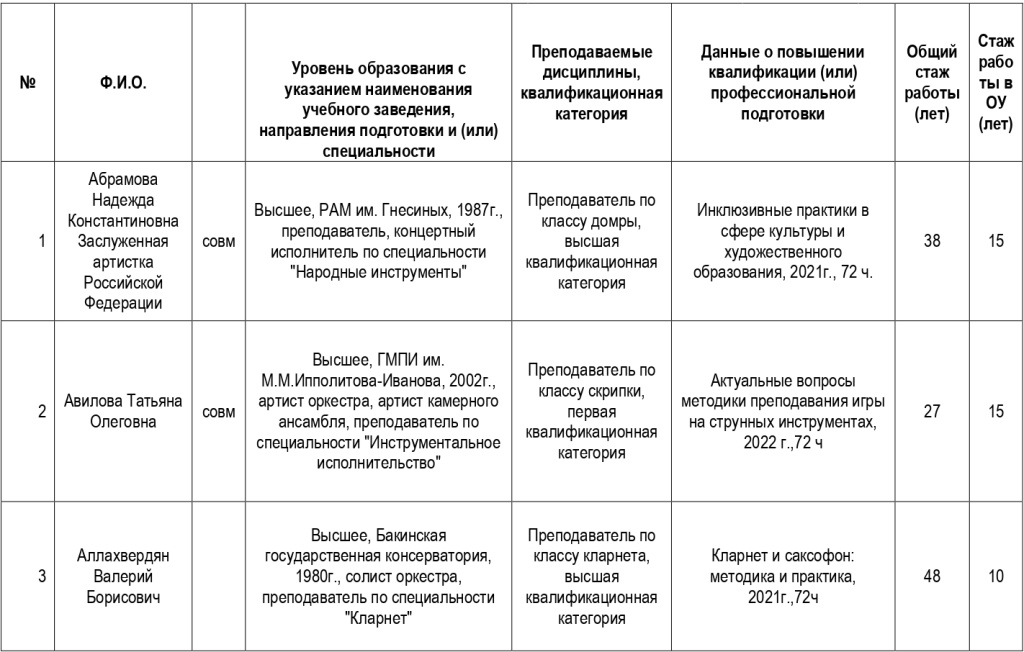 №
Ф.И.О.
Уровень образования с
указанием наименования
учебного заведения,
направления подготовки и (или)
специальности
Преподаваемые
дисциплины,
квалификационная
категория
Данные о повышении
квалификации (или)
профессиональной
подготовки
Общий
стаж
работы
(лет)
Стаж
рабо
ты в
ОУ
(лет)
1
Абрамова
Надежда
Константиновна
Заслуженная
артистка
Российской
Федерации
совм
Высшее, РАМ им. Гнесиных, 1987г.,
преподаватель, концертный
исполнитель по специальности
"Народные инструменты"
Преподаватель по
классу домры,
высшая
квалификационная
категория
Инклюзивные практики в
сфере культуры и
художественного
образования, 2021г., 72 ч.
38
15
2
Авилова Татьяна
Олеговна
совм
Высшее, ГМПИ им.
М.М.Ипполитова-Иванова, 2002г.,
артист оркестра, артист камерного
ансамбля, преподаватель по
специальности "Инструментальное
исполнительство"
Преподаватель по
классу скрипки,
первая
квалификационная
категория
Актуальные вопросы
методики преподавания игры
на струнных инструментах,
2022 г.,72 ч
27
15
3
Аллахвердян
Валерий
Борисович
Высшее, Бакинская
государственная консерватория,
1980г., солист оркестра,
преподаватель по специальности
"Кларнет"
Преподаватель по
классу кларнета,
высшая
квалификационная
категория
Кларнет и саксофон:
методика и практика,
2021г.,72ч
48
10